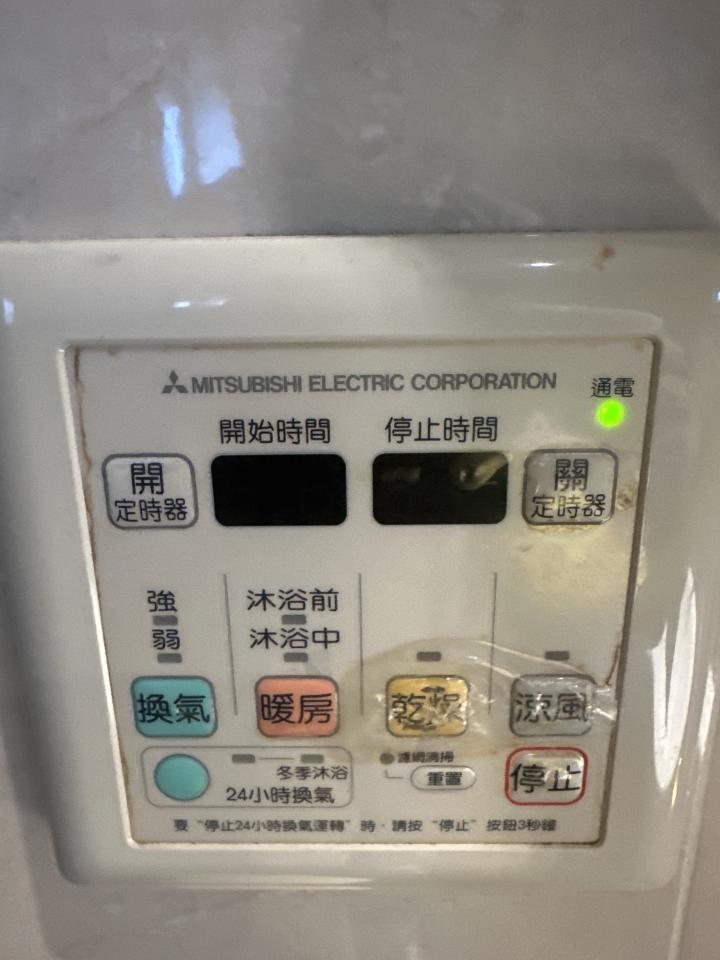 MITSUBISHI ELECTRIC CORPORATION
通電
開始時間
停止時間
開
定時器
關
定時器
強
弱
沐浴前
沐浴中
換氣
暖房
乾燥
涼風
冬季沐浴
24小時換氣
濾網清掃
重置
停止
要"停止24小時換氣運轉"時,請按"停止"按鈕3秒鐘